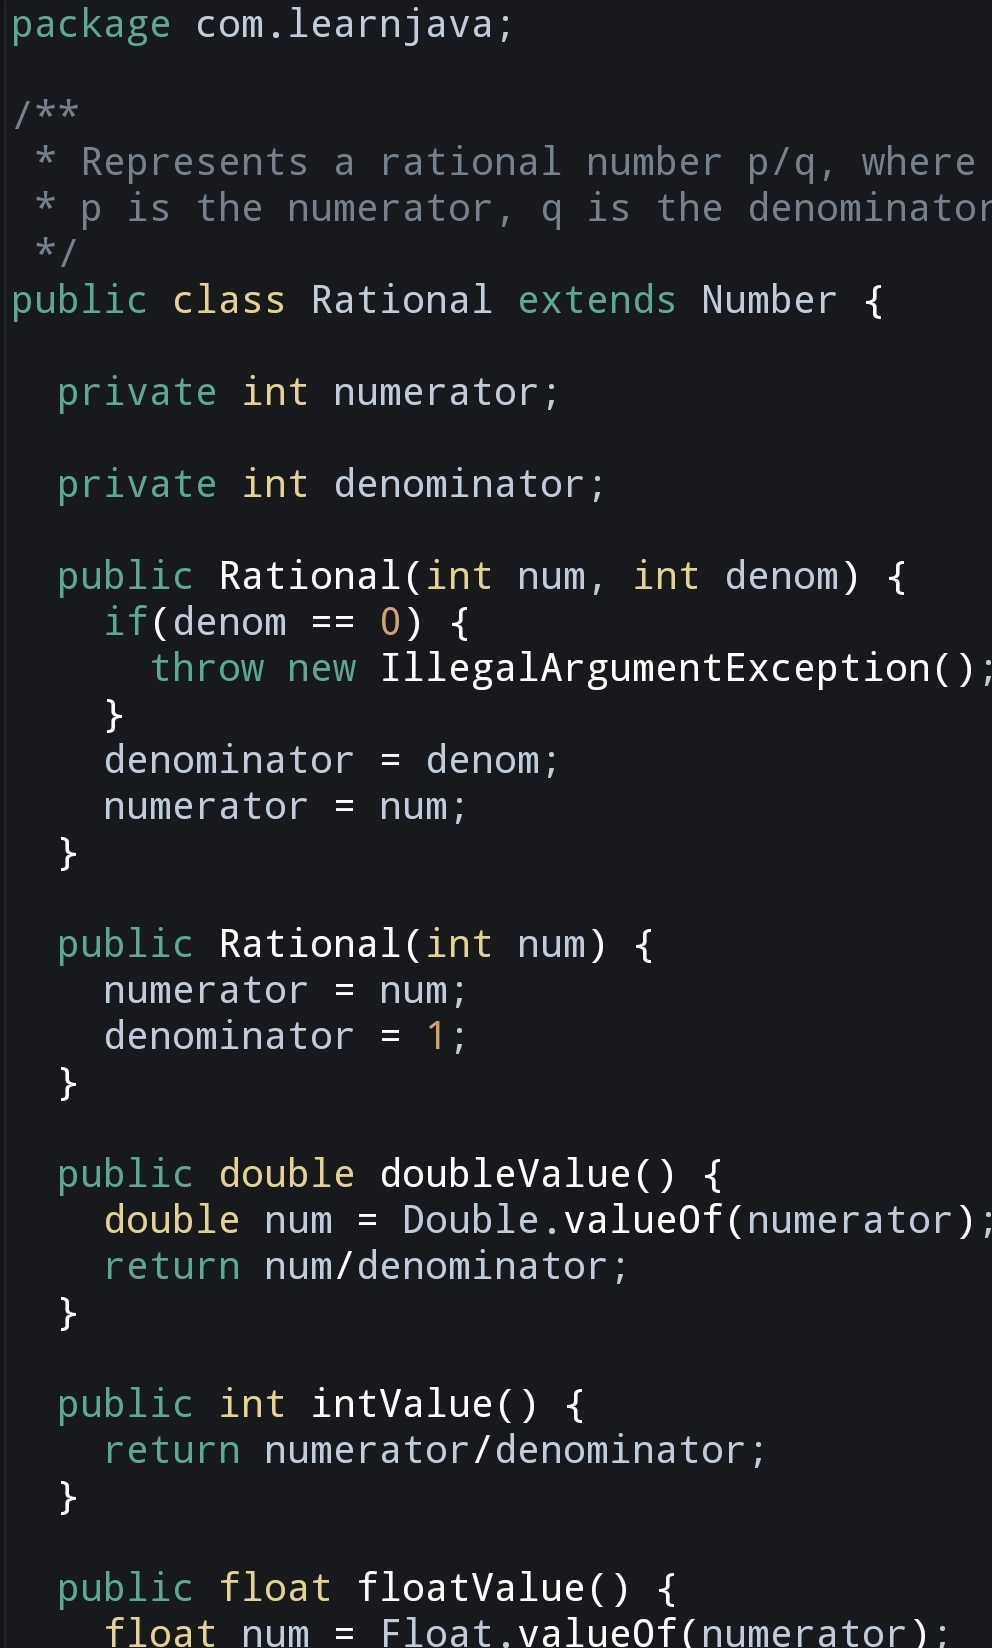 package com.learnjava;
/**
 * Represents a rational number p/q, where
 * p is the numerator, q is the denominator
 */
public class Rational extends Number {
  private int numerator;
  private int denominator;
  public Rational(int num, int denom) {
    if(denom == 0) {
      throw new IllegalArgumentException();
    }
    denominator = denom;
    numerator = num;
  }
  public Rational(int num) {
    numerator = num;
    denominator = 1;
  }
  public double doubleValue() {
    double num = Double.valueOf(numerator);
    return num/denominator;
  }
  public int intValue() {
    return numerator/denominator;
  }
  public float floatValue() {
    float num = Float.valueOf(numerator);